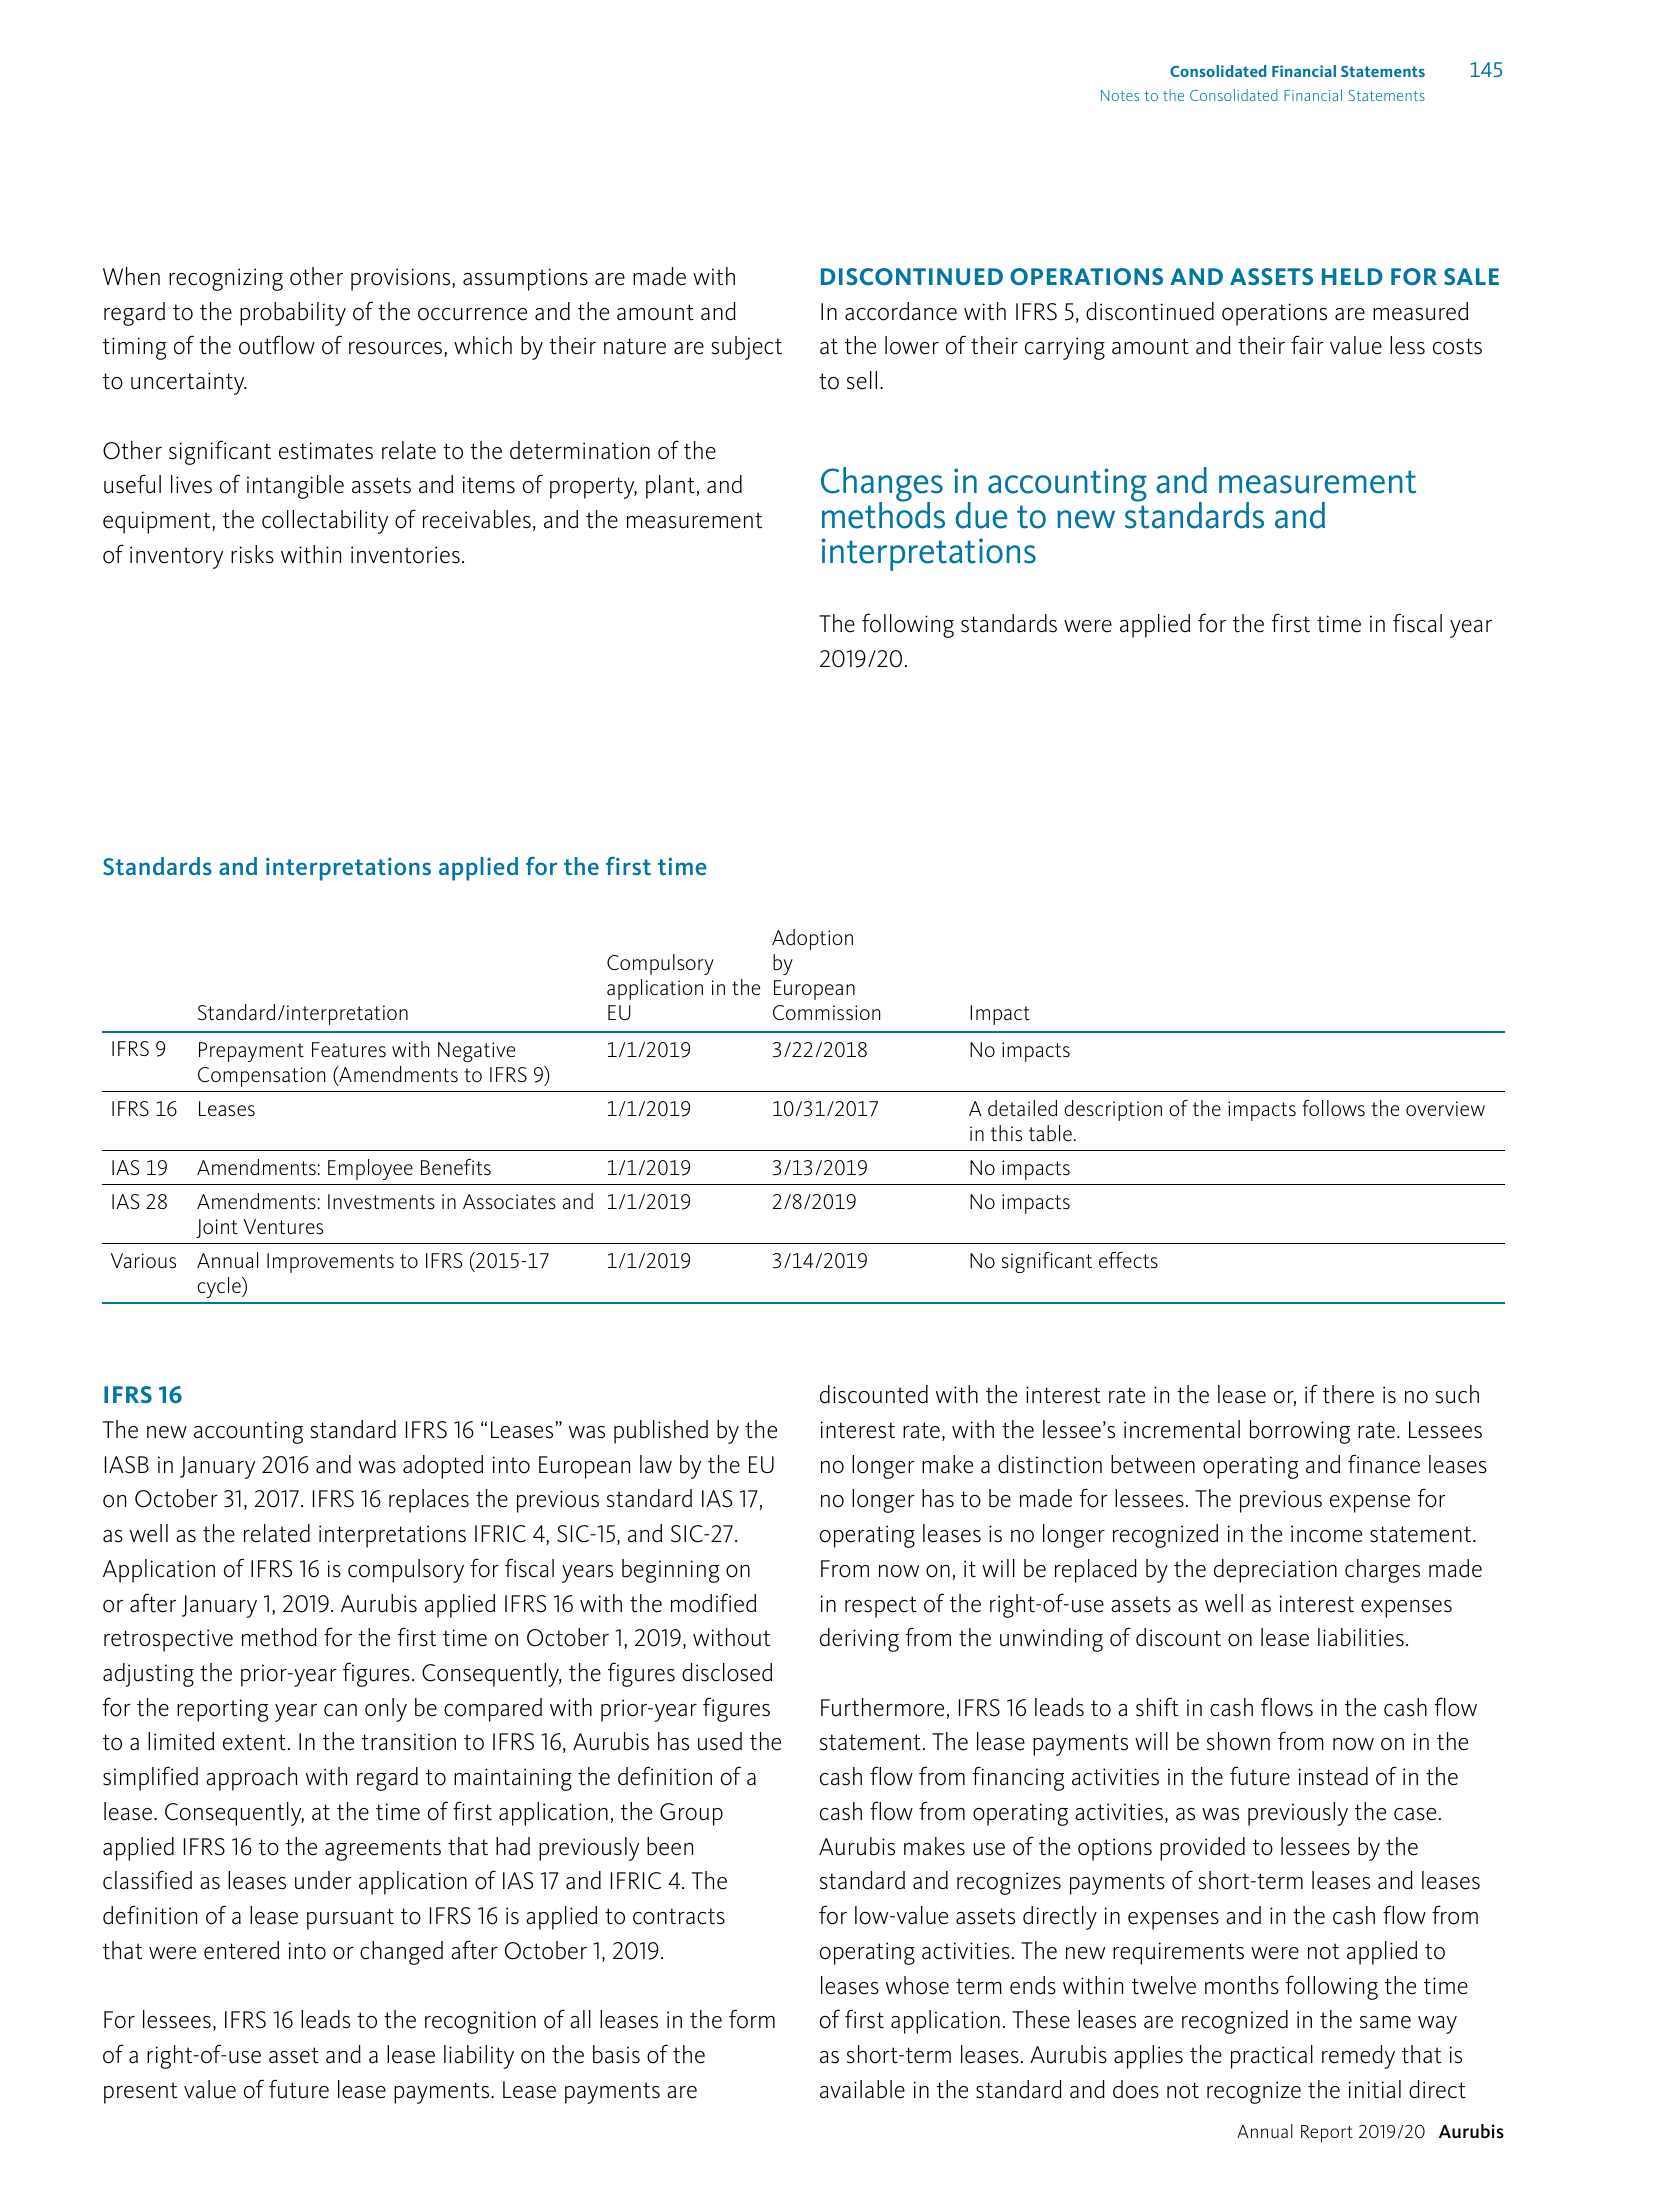 Consolidated Financial Statements 145
Notes to the Consolidated Financial Statements
When recognizing other provisions, assumptions are made with
regard to the probability of the occurrence and the amount and
timing of the outflow of resources, which by their nature are subject
to uncertainty.
Other significant estimates relate to the determination of the
useful lives of intangible assets and items of property, plant, and
equipment, the collectability of receivables, and the measurement
of inventory risks within inventories.
DISCONTINUED OPERATIONS AND ASSETS HELD FOR SALE
In accordance with IFRS 5, discontinued operations are measured
at the lower of their carrying amount and their fair value less costs
to sell.
Changes in accounting and measurement
methods due to new standards and
interpretations
The following standards were applied for the first time in fiscal year
2019/20.
Standards and interpretations applied for the first time
Standard/interpretation
Compulsory
application in the
EU
Adoption
by
European
Commission
Impact
IFRS 9 Prepayment Features with Negative 1/1/2019 3/22/2018 No impacts
Compensation (Amendments to IFRS 9)
IFRS 16 Leases 1/1/2019 10/31/2017 A detailed description of the impacts follows the overview
in this table.
IAS 19 Amendments: Employee Benefits 1/1/2019 3/13/2019 No impacts
IAS 28 Amendments: Investments in Associates and 1/1/2019 2/8/2019 No impacts
Joint Ventures
Various Annual Improvements to IFRS (2015-17 1/1/2019 3/14/2019 No significant effects
cycle)
IFRS 16
The new accounting standard IFRS 16 “Leases” was published by the
IASB in January 2016 and was adopted into European law by the EU
on October 31, 2017. IFRS 16 replaces the previous standard IAS 17,
as well as the related interpretations IFRIC 4, SIC-15, and SIC-27.
Application of IFRS 16 is compulsory for fiscal years beginning on
or after January 1, 2019. Aurubis applied IFRS 16 with the modified
retrospective method for the first time on October 1, 2019, without
adjusting the prior-year figures. Consequently, the figures disclosed
for the reporting year can only be compared with prior-year figures
to a limited extent. In the transition to IFRS 16, Aurubis has used the
simplified approach with regard to maintaining the definition of a
lease. Consequently, at the time of first application, the Group
applied IFRS 16 to the agreements that had previously been
classified as leases under application of IAS 17 and IFRIC 4. The
definition of a lease pursuant to IFRS 16 is applied to contracts
that were entered into or changed after October 1, 2019.
For lessees, IFRS 16 leads to the recognition of all leases in the form
of a right-of-use asset and a lease liability on the basis of the
present value of future lease payments. Lease payments are
discounted with the interest rate in the lease or, if there is no such
interest rate, with the lessee’s incremental borrowing rate. Lessees
no longer make a distinction between operating and finance leases
no longer has to be made for lessees. The previous expense for
operating leases is no longer recognized in the income statement.
From now on, it will be replaced by the depreciation charges made
in respect of the right-of-use assets as well as interest expenses
deriving from the unwinding of discount on lease liabilities.
Furthermore, IFRS 16 leads to a shift in cash flows in the cash flow
statement. The lease payments will be shown from now on in the
cash flow from financing activities in the future instead of in the
cash flow from operating activities, as was previously the case.
Aurubis makes use of the options provided to lessees by the
standard and recognizes payments of short-term leases and leases
for low-value assets directly in expenses and in the cash flow from
operating activities. The new requirements were not applied to
leases whose term ends within twelve months following the time
of first application. These leases are recognized in the same way
as short-term leases. Aurubis applies the practical remedy that is
available in the standard and does not recognize the initial direct
Annual Report 2019/20 Aurubis